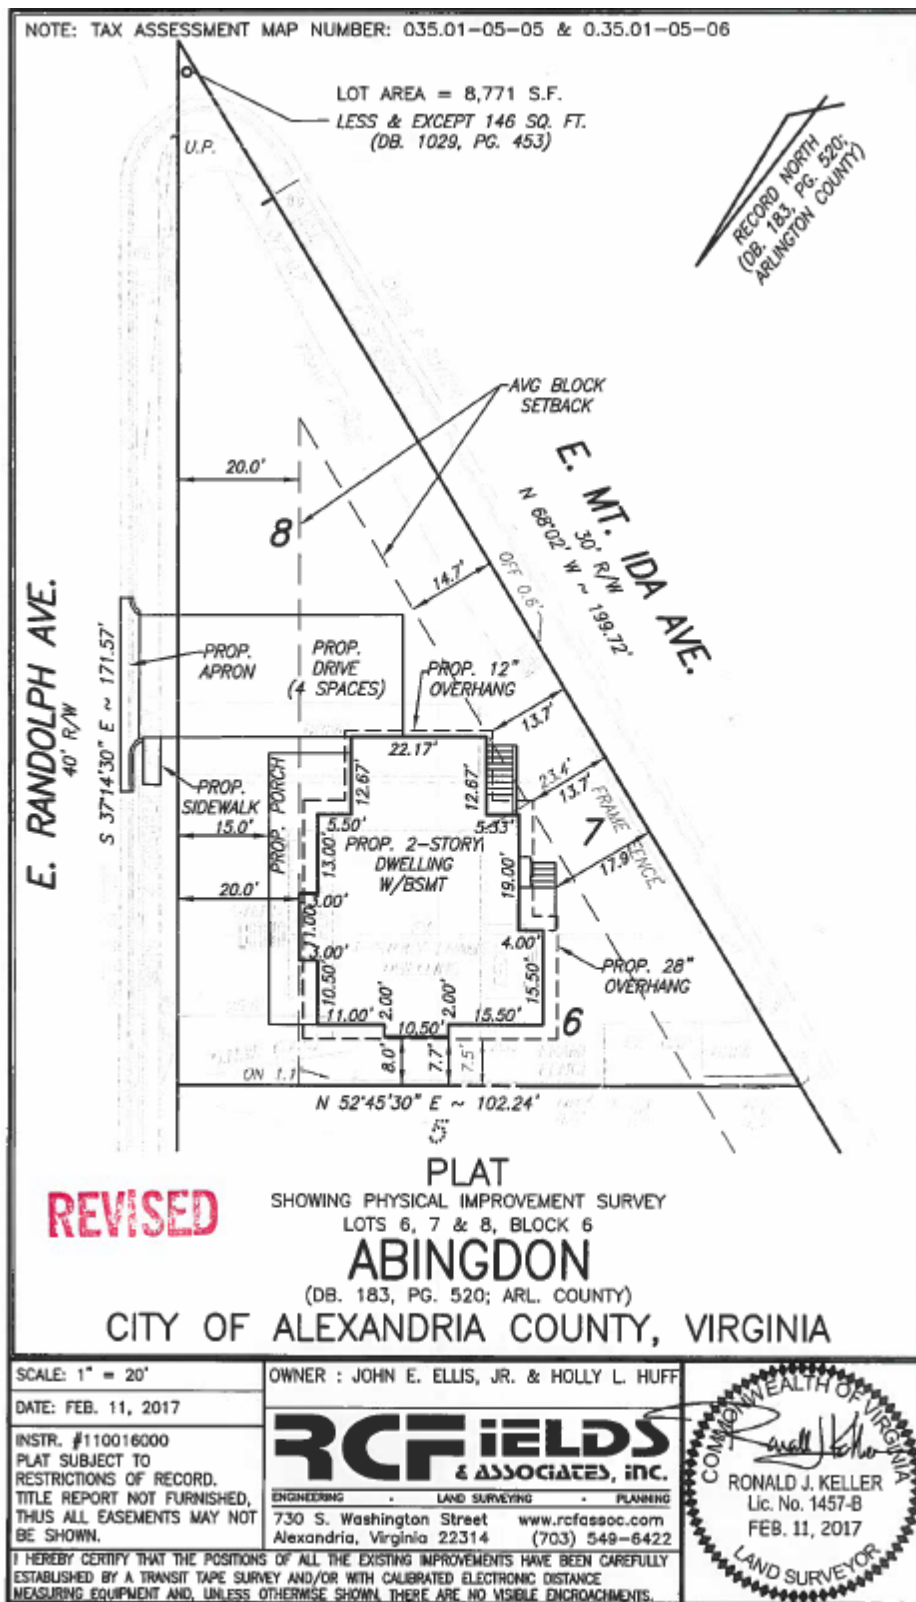 NOTE: TAX ASSESSMENT MAP NUMBER: 035.01-05-05 & 0.35.01-05-06
LOT AREA = 8,771 S.F.
LESS & EXCEPT 146 SQ. FT.
(DB. 1029, PG. 453)
U.P.
RECORD NORTH
(DB. 183, PG. 520;
ARLINGTON COUNTY)
AVG BLOCK
SETBACK
20.0'
8
14.7'
OFF 0.6'
E. MT. IDA AVE.
30' R/W
N 68°02' W ~ 199.72'
E. RANDOLPH AVE.
40' R/W
S 37°14'30" E ~ 171.57'
PROP.
APRON
PROP.
DRIVE
(4 SPACES)
PROP. 12"
OVERHANG
13.7'
22.17'
PROP.
SIDEWALK
PROP. PORCH
12.67'
12.67'
23.4'
13.7'
FRAME FENCE
7
15.0'
5.50'
5.33'
PROP. 2-STORY
DWELLING
W/BSMT
13.00'
19.00'
17.9'
20.0'
3.00'
11.00'
3.00'
4.00'
10.50'
15.50'
PROP. 28"
OVERHANG
11.00'
2.00'
10.50'
2.00'
15.50'
6
8.0'
7.7'
7.5'
ON 1.1
N 52°45'30" E ~ 102.24'
5
PLAT
SHOWING PHYSICAL IMPROVEMENT SURVEY
LOTS 6, 7 & 8, BLOCK 6
ABINGDON
(DB. 183, PG. 520; ARL. COUNTY)
CITY OF ALEXANDRIA COUNTY, VIRGINIA
REVISED
SCALE: 1" = 20'
DATE: FEB. 11, 2017
INSTR. #110016000
PLAT SUBJECT TO
RESTRICTIONS OF RECORD.
TITLE REPORT NOT FURNISHED,
THUS ALL EASEMENTS MAY NOT
BE SHOWN.
OWNER : JOHN E. ELLIS, JR. & HOLLY L. HUFF
RCFiELDS
& ASSOCiATES, iNC.
ENGINEERING • LAND SURVEYING • PLANNING
730 S. Washington Street www.rcfassoc.com
Alexandria, Virginia 22314 (703) 549-6422
COMMONWEALTH OF VIRGINIA
RONALD J. KELLER
Lic. No. 1457-B
FEB. 11, 2017
LAND SURVEYOR
I HEREBY CERTIFY THAT THE POSITIONS OF ALL THE EXISTING IMPROVEMENTS HAVE BEEN CAREFULLY
ESTABLISHED BY A TRANSIT TAPE SURVEY AND/OR WITH CALIBRATED ELECTRONIC DISTANCE
MEASURING EQUIPMENT AND, UNLESS OTHERWISE SHOWN, THERE ARE NO VISIBLE ENCROACHMENTS.